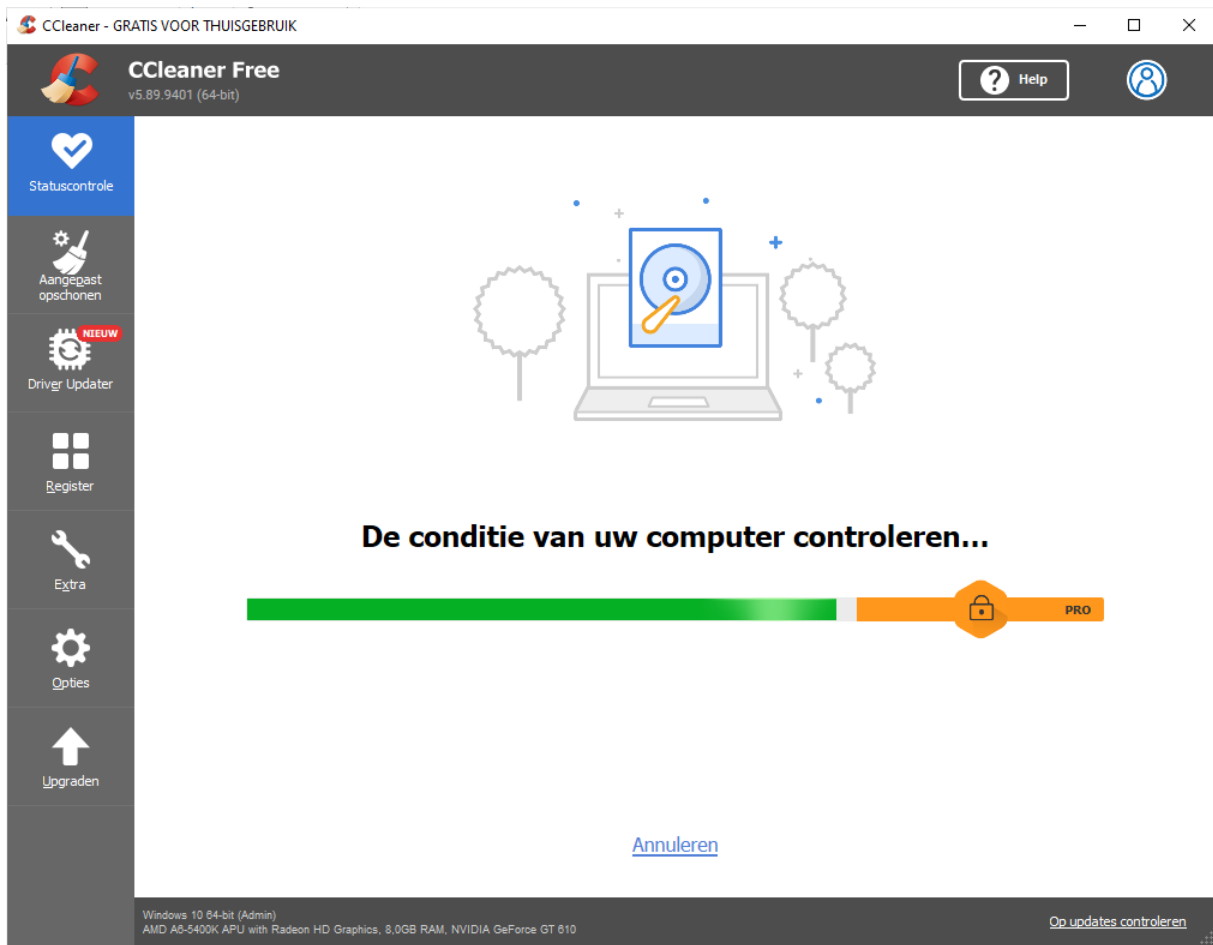 CCleaner - GRATIS VOOR THUISGEBRUIK
CCleaner Free
v5.89.9401 (64-bit)
Help
Statuscontrole
Aangepast
opschonen
NIEUW
Driver Updater
Register
Extra
Opties
Upgraden
De conditie van uw computer controleren...
PRO
Annuleren
Windows 10 64-bit (Admin)
AMD A6-5400K APU with Radeon HD Graphics, 8,0GB RAM, NVIDIA GeForce GT 610
Op updates controleren